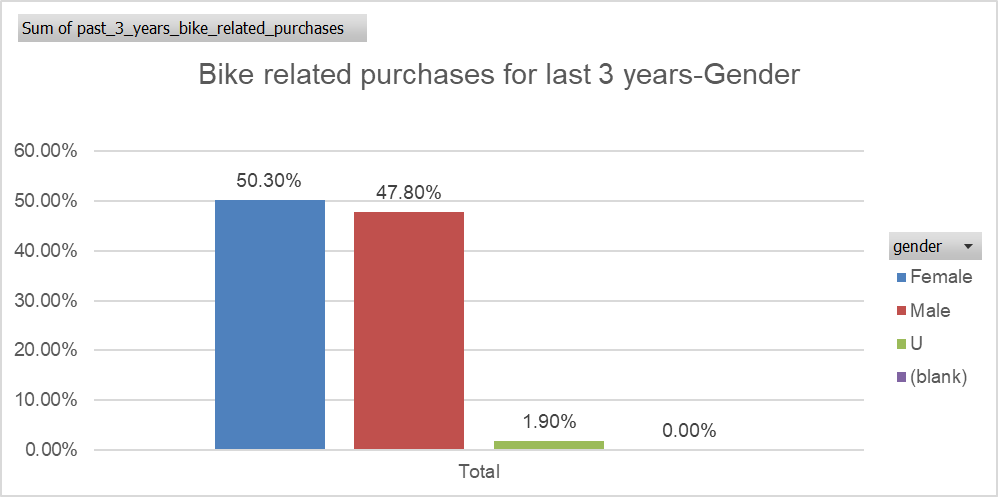 Sum of past_3_years_bike_related_purchases
Bike related purchases for last 3 years-Gender
60.00%
50.00%
40.00%
30.00%
20.00%
10.00%
0.00%
50.30%
47.80%
1.90%
0.00%
Total
gender
Female
Male
U
(blank)